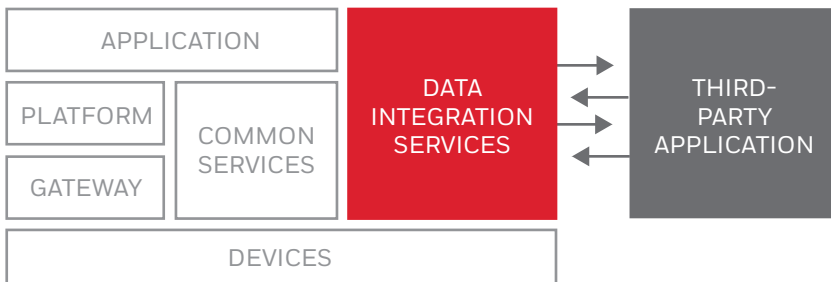 APPLICATION
PLATFORM
GATEWAY
COMMON
SERVICES
DATA
INTEGRATION
SERVICES
THIRD-
PARTY
APPLICATION
DEVICES